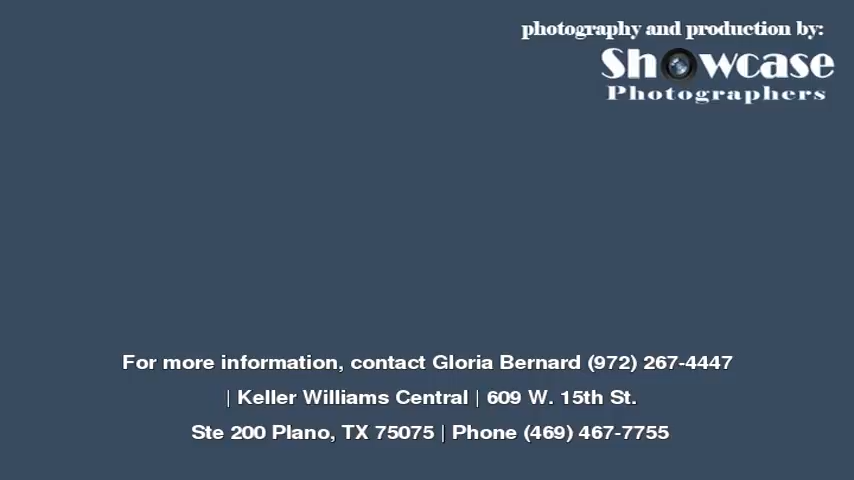 photography and production by:
Showcase
Photographers
For more information, contact Gloria Bernard (972) 267-4447
| Keller Williams Central | 609 W. 15th St.
Ste 200 Plano, TX 75075 | Phone (469) 467-7755